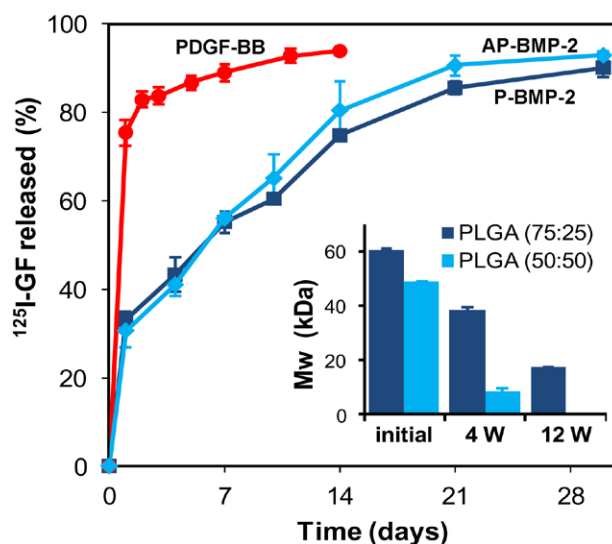 100
80
60
40
20
0
¹²⁵I-GF released (%)
PDGF-BB
AP-BMP-2
P-BMP-2
PLGA (75:25)
PLGA (50:50)
60
40
20
0
Mw (kDa)
initial 4 W 12 W
0 7 14 21 28
Time (days)